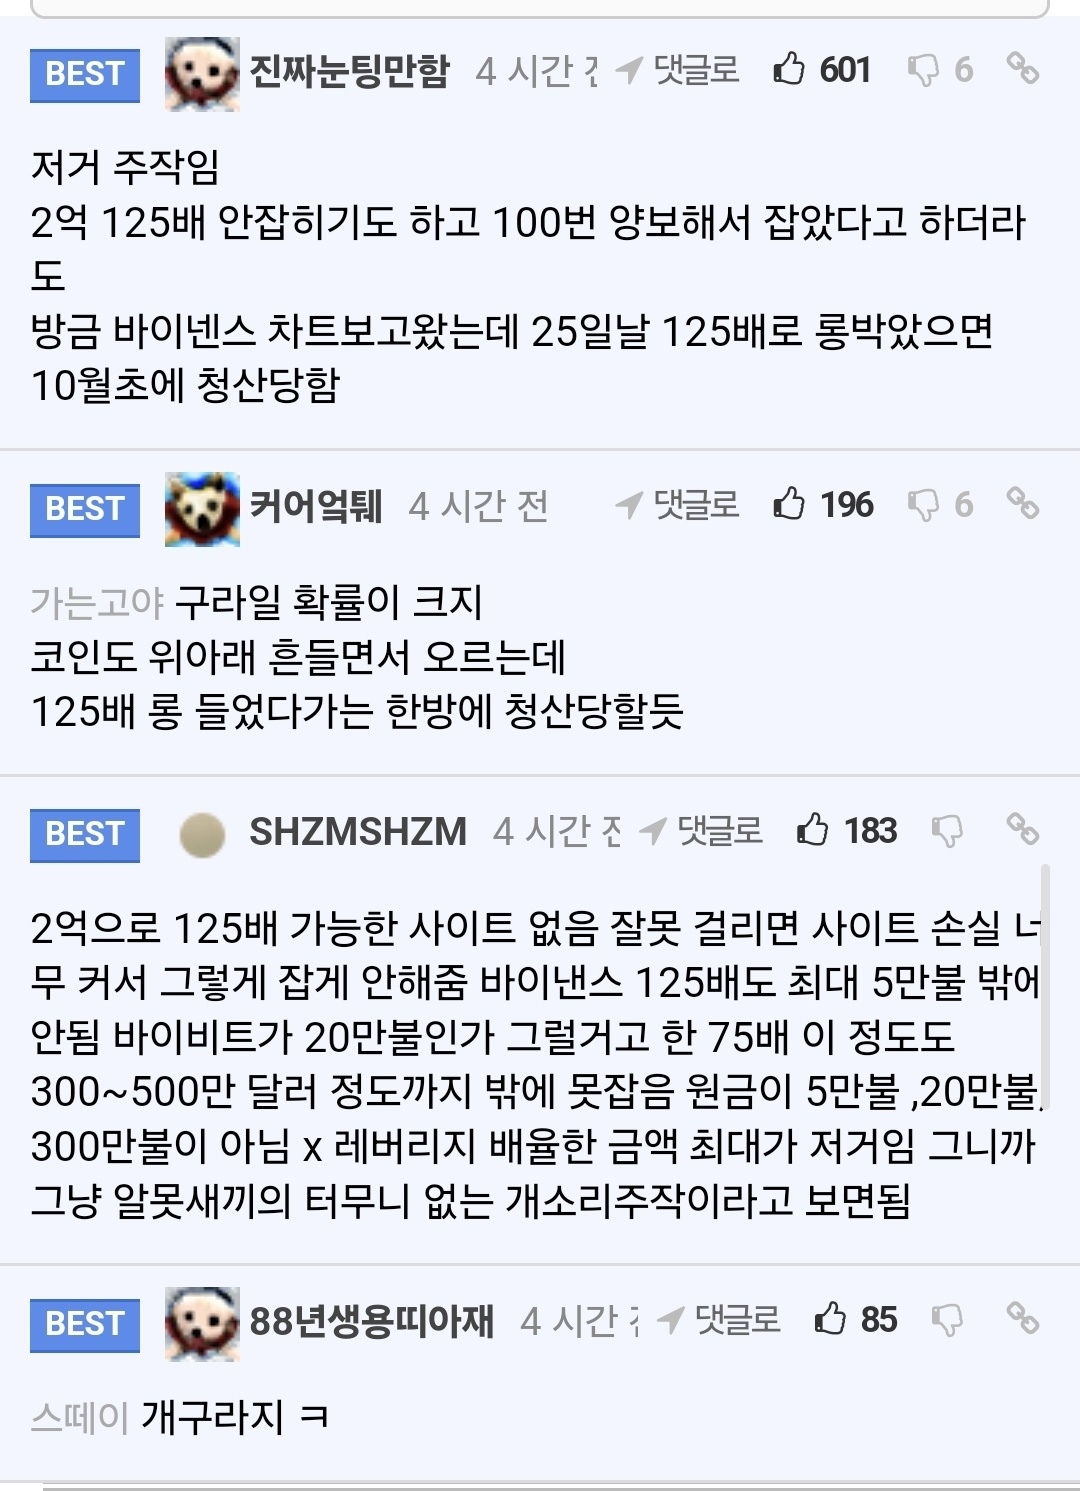 BEST 진짜눈팅만함 4 시간 전 댓글로 601 6
저거 주작임
2억 125배 안잡히기도 하고 100번 양보해서 잡았다고 하더라
도
방금 바이넨스 차트보고왔는데 25일날 125배로 롱박았으면
10월초에 청산당함
BEST 커어엌퉤 4 시간 전 댓글로 196 6
가는고야 구라일 확률이 크지
코인도 위아래 흔들면서 오르는데
125배 롱 들었다가는 한방에 청산당할듯
BEST SHZMSHZM 4 시간 전 댓글로 183
2억으로 125배 가능한 사이트 없음 잘못 걸리면 사이트 손실 너
무 커서 그렇게 잡게 안해줌 바이낸스 125배도 최대 5만불 밖에
안됨 바이비트가 20만불인가 그럴거고 한 75배 이 정도도
300~500만 달러 정도까지 밖에 못잡음 원금이 5만불 ,20만불,
300만불이 아님 x 레버리지 배율한 금액 최대가 저거임 그니까
그냥 알못새끼의 터무니 없는 개소리주작이라고 보면됨
BEST 88년생용띠아재 4 시간 전 댓글로 85
스떼이 개구라지 ㅋ